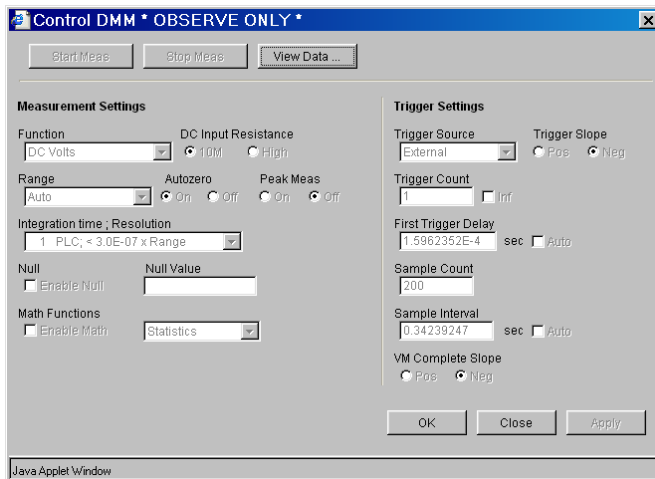 Control DMM * OBSERVE ONLY *
Start Meas Stop Meas View Data ...
Measurement Settings
Function DC Input Resistance
DC Volts 10M High
Range Autozero Peak Meas
Auto On Off On Off
Integration time ; Resolution
1 PLC; < 3.0E-07 x Range
Null Null Value
Enable Null
Math Functions
Enable Math Statistics
Trigger Settings
Trigger Source Trigger Slope
External Pos Neg
Trigger Count
1 Inf
First Trigger Delay
1.5962352E-4 sec Auto
Sample Count
200
Sample Interval
0.34239247 sec Auto
VM Complete Slope
Pos Neg
OK Close Apply
Java Applet Window